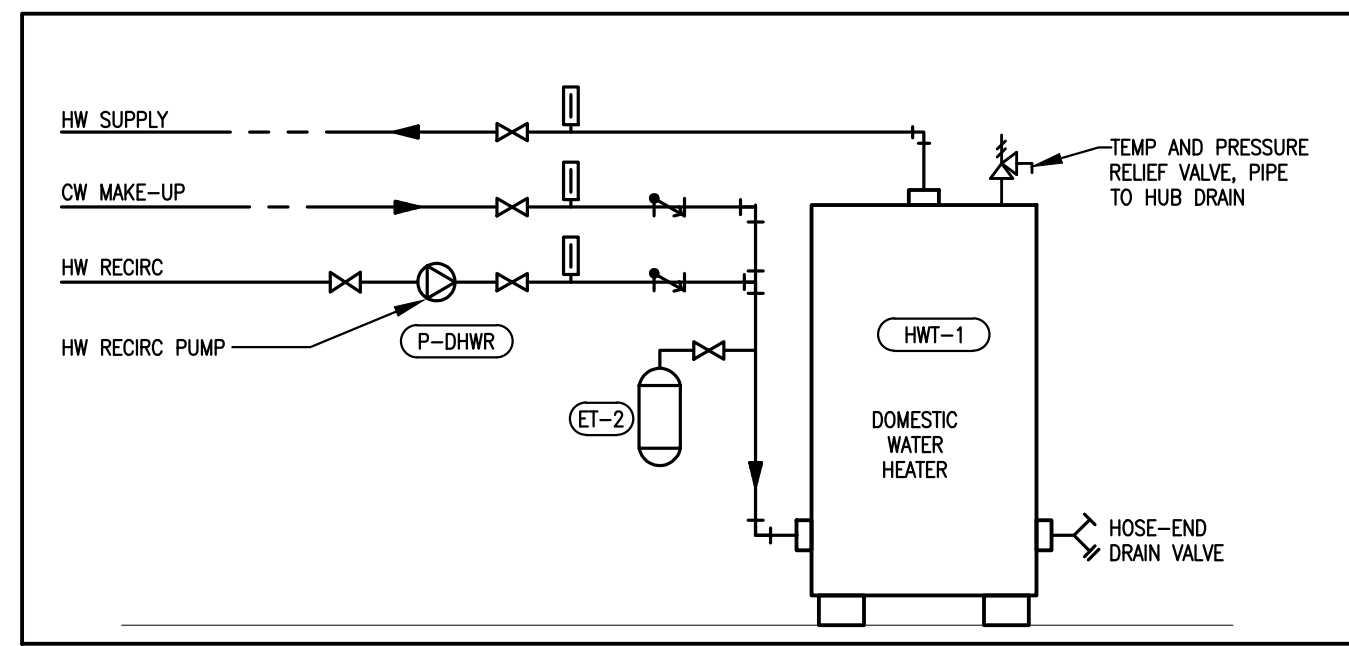 HW SUPPLY
CW MAKE-UP
HW RECIRC
HW RECIRC PUMP
P-DHWR
ET-2
HWT-1
DOMESTIC
WATER
HEATER
TEMP AND PRESSURE
RELIEF VALVE, PIPE
TO HUB DRAIN
HOSE-END
DRAIN VALVE